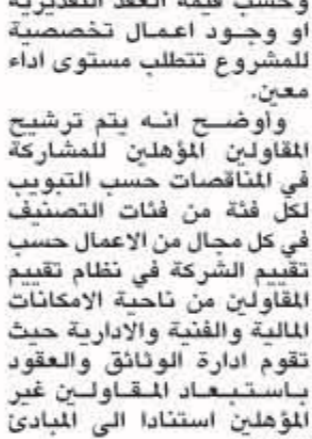 وحسب قيمة العقد التقديرية
او وجود اعمال تخصصية
للمشروع تتطلب مستوى اداء
معين.
واوضح انه يتم ترشيح
المقاولين المؤهلين للمشاركة
في المناقصات حسب التبويب
لكل فئة من فئات التصنيف
في كل مجال من الاعمال حسب
تقييم الشركة في نظام تقييم
المقاولين من ناحية الامكانات
المالية والفنية والادارية حيث
تقوم ادارة الوثائق والعقود
باستبعاد المقاولين غير
المؤهلين استنادا الى المبادئ